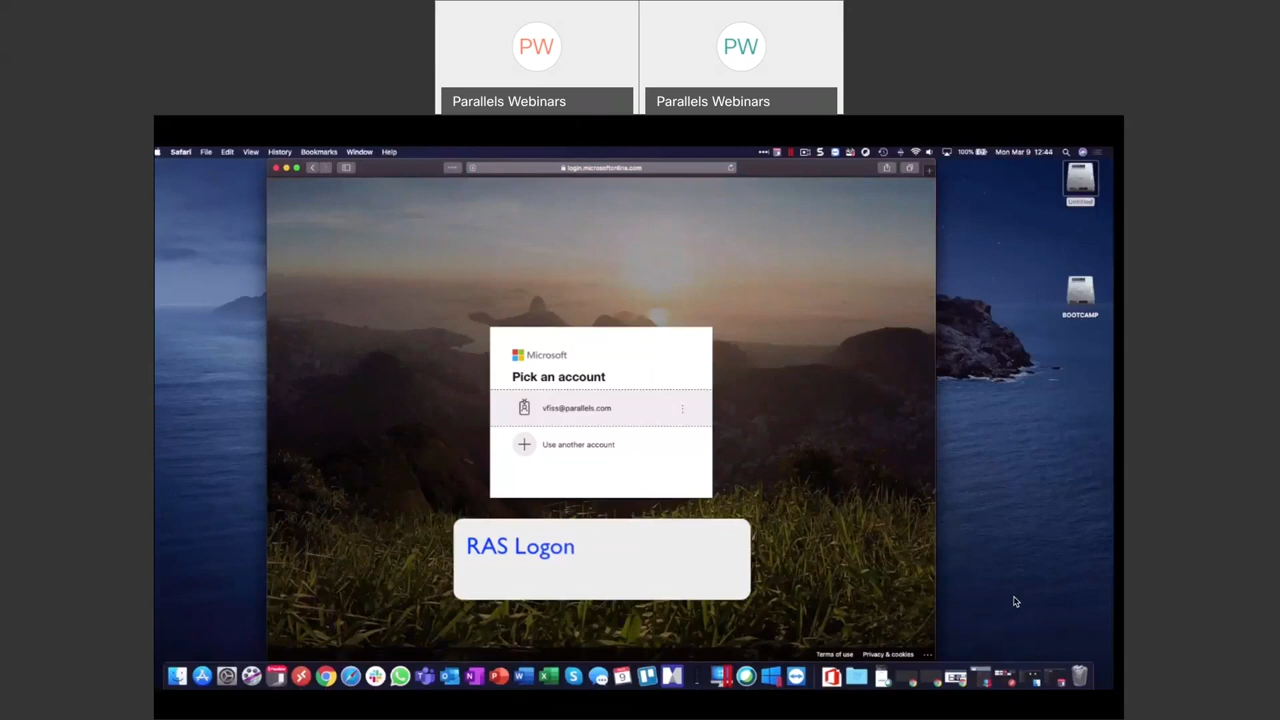 PW
PW
Parallels Webinars
Parallels Webinars
Safari File Edit View History Bookmarks Window Help
100% Mon Mar 9 12:44
login.microsoftonline.com
Untitled
BOOTCAMP
Microsoft
Pick an account
vfiss@parallels.com
Use another account
RAS Logon
Terms of use Privacy & cookies